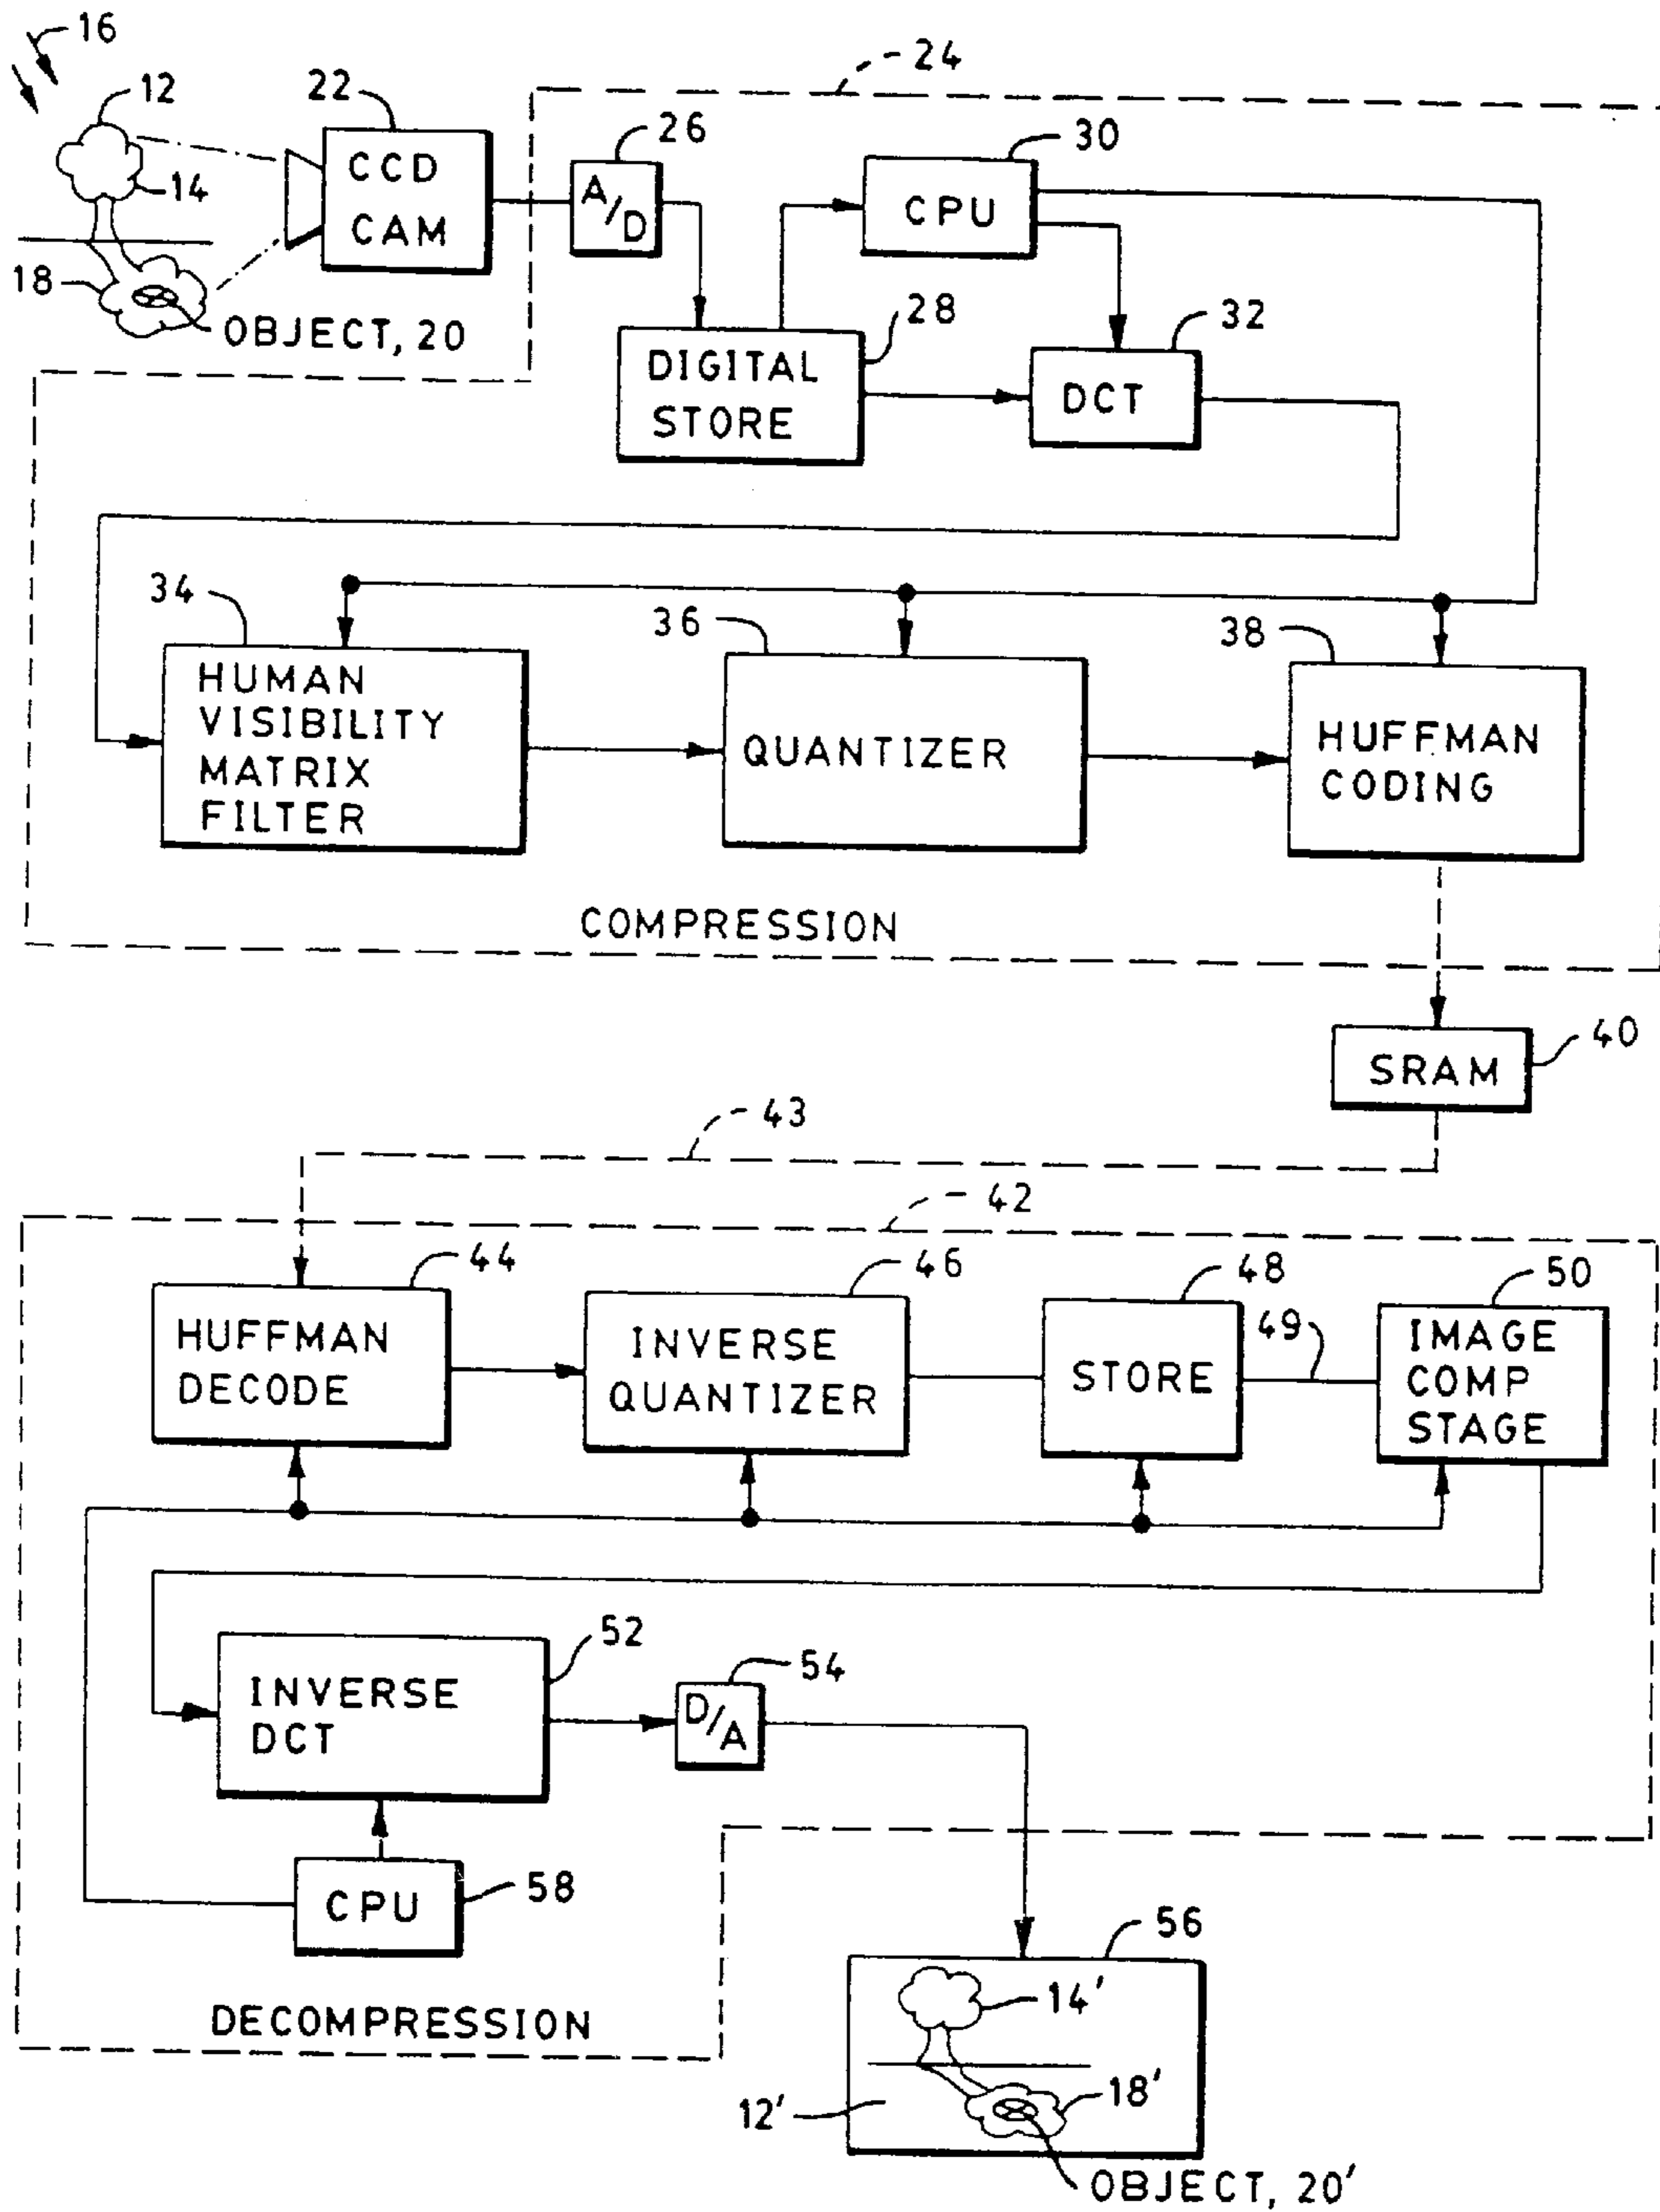 16
24
12
22
26
30
CCD
CAM
14
A/D
CPU
18
OBJECT, 20
28
32
DIGITAL
STORE
DCT
34
36
38
HUMAN
VISIBILITY
MATRIX
FILTER
QUANTIZER
HUFFMAN
CODING
COMPRESSION
40
SRAM
43
42
44
46
48
50
49
HUFFMAN
DECODE
INVERSE
QUANTIZER
STORE
IMAGE
COMP
STAGE
52
54
INVERSE
DCT
D/A
CPU
58
56
DECOMPRESSION
14'
18'
12'
OBJECT, 20'